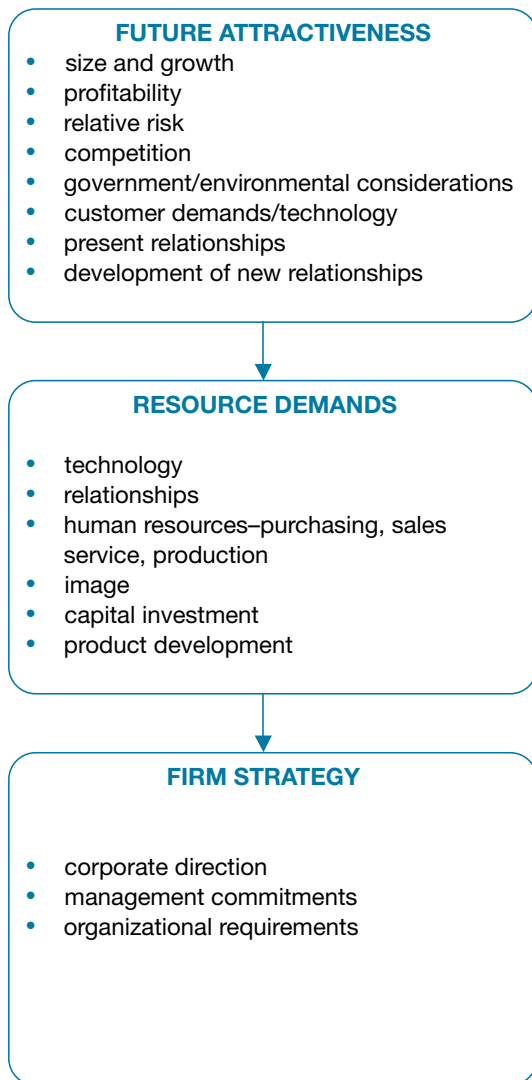 FUTURE ATTRACTIVENESS
• size and growth
• profitability
• relative risk
• competition
• government/environmental considerations
• customer demands/technology
• present relationships
• development of new relationships
RESOURCE DEMANDS
• technology
• relationships
• human resources–purchasing, sales
service, production
• image
• capital investment
• product development
FIRM STRATEGY
• corporate direction
• management commitments
• organizational requirements